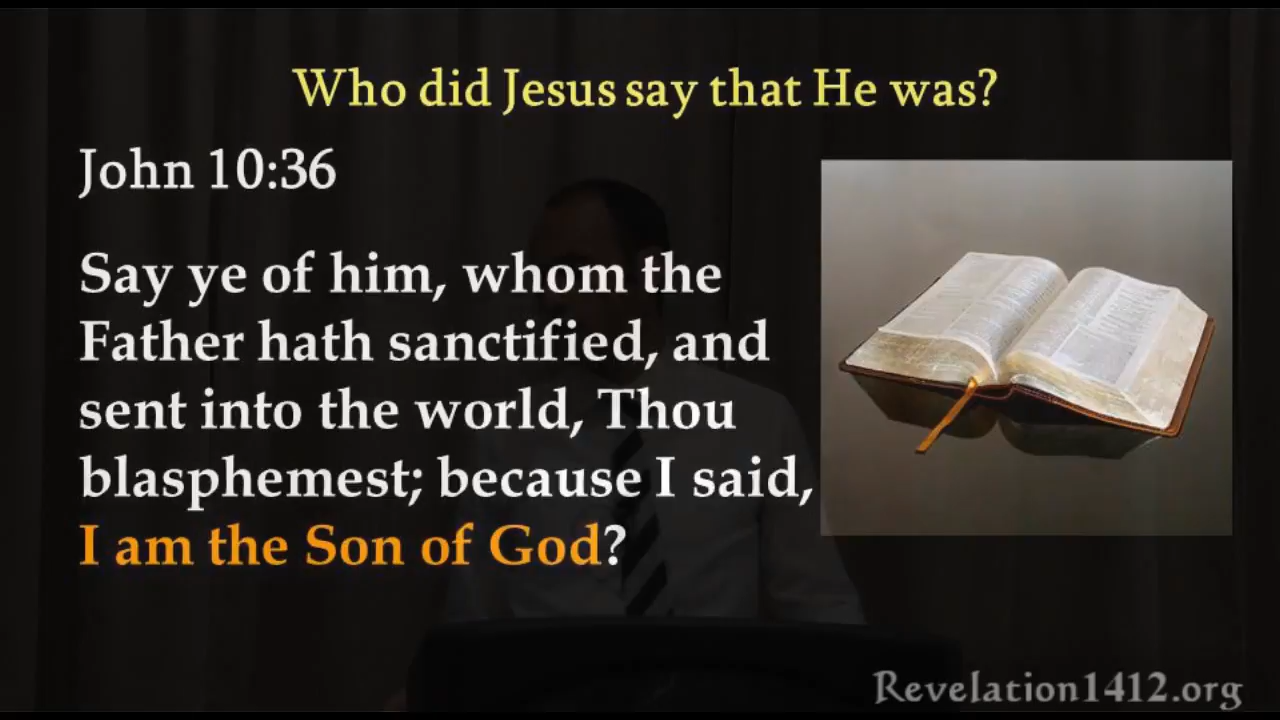 Who did Jesus say that He was?
John 10:36
Say ye of him, whom the
Father hath sanctified, and
sent into the world, Thou
blasphemest; because I said,
I am the Son of God?
Revelation1412.org